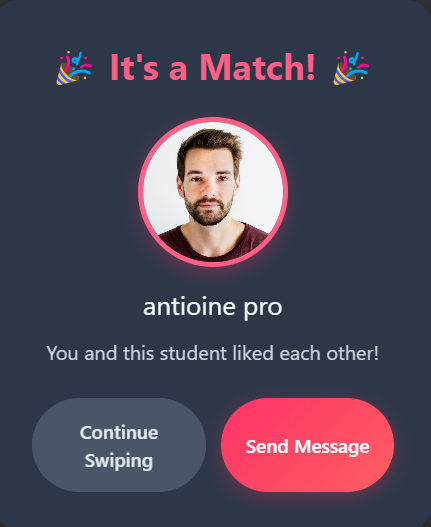 🎉 It's a Match! 🎉
antioine pro
You and this student liked each other!
Continue
Swiping
Send Message